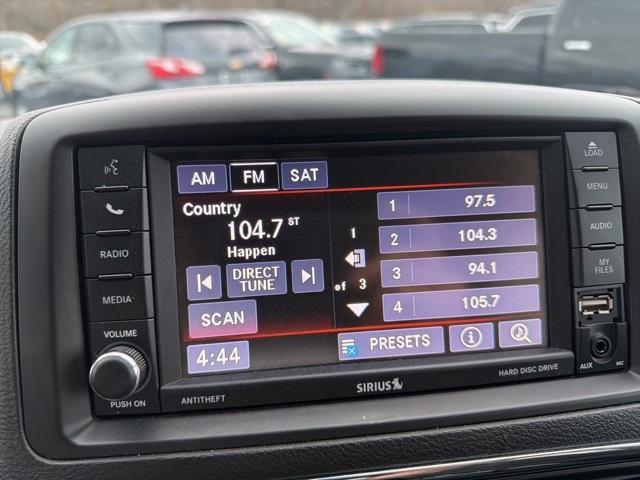 AM FM SAT
Country
104.7 ST
Happen
DIRECT
TUNE
SCAN
4:44
1
of 3
1 97.5
2 104.3
3 94.1
4 105.7
PRESETS
RADIO
MEDIA
VOLUME
PUSH ON
ANTITHEFT
SIRIUS
HARD DISC DRIVE
LOAD
MENU
AUDIO
MY
FILES
AUX